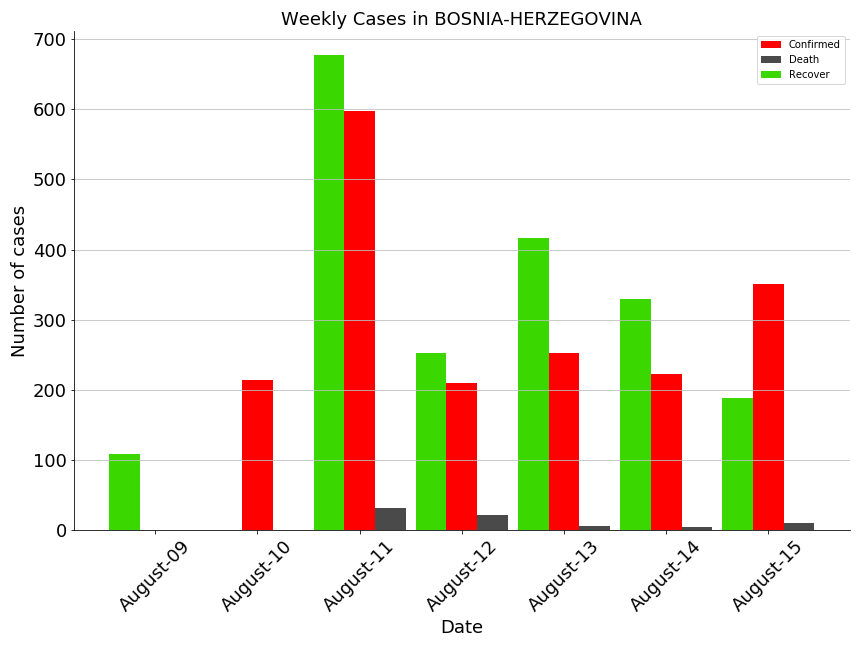 Weekly Cases in BOSNIA-HERZEGOVINA
Confirmed
Death
Recover
Number of cases
700
600
500
400
300
200
100
0
August-09
August-10
August-11
August-12
August-13
August-14
August-15
Date